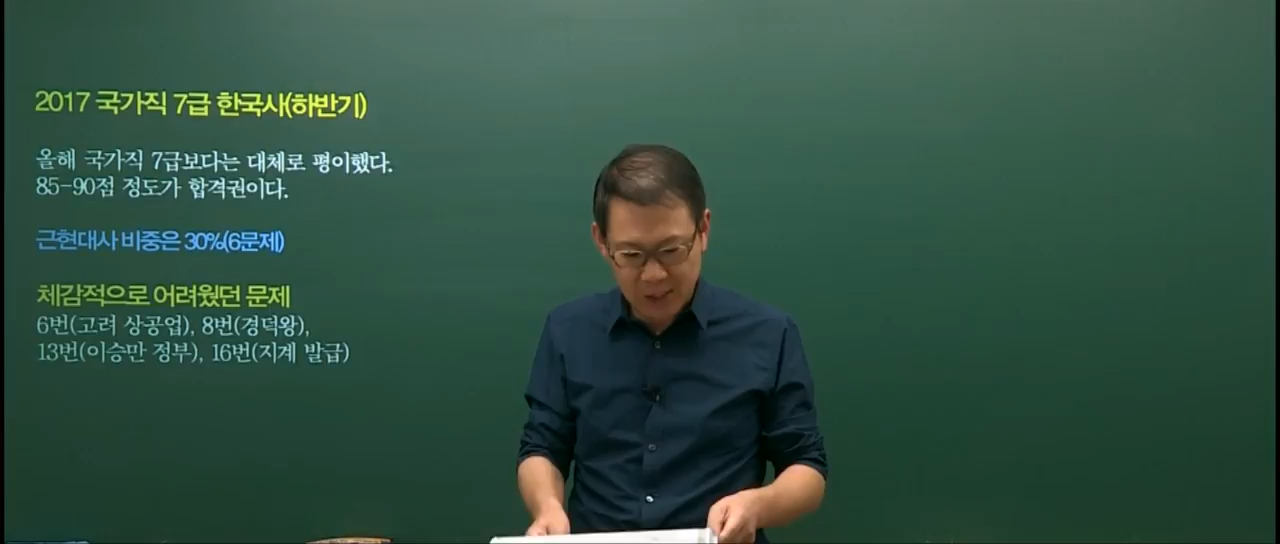 2017 국가직 7급 한국사(하반기)
올해 국가직 7급보다는 대체로 평이했다.
85-90점 정도가 합격권이다.
근현대사 비중은 30%(6문제)
체감적으로 어려웠던 문제
6번(고려 상공업), 8번(경덕왕),
13번(이승만 정부), 16번(지계 발급)